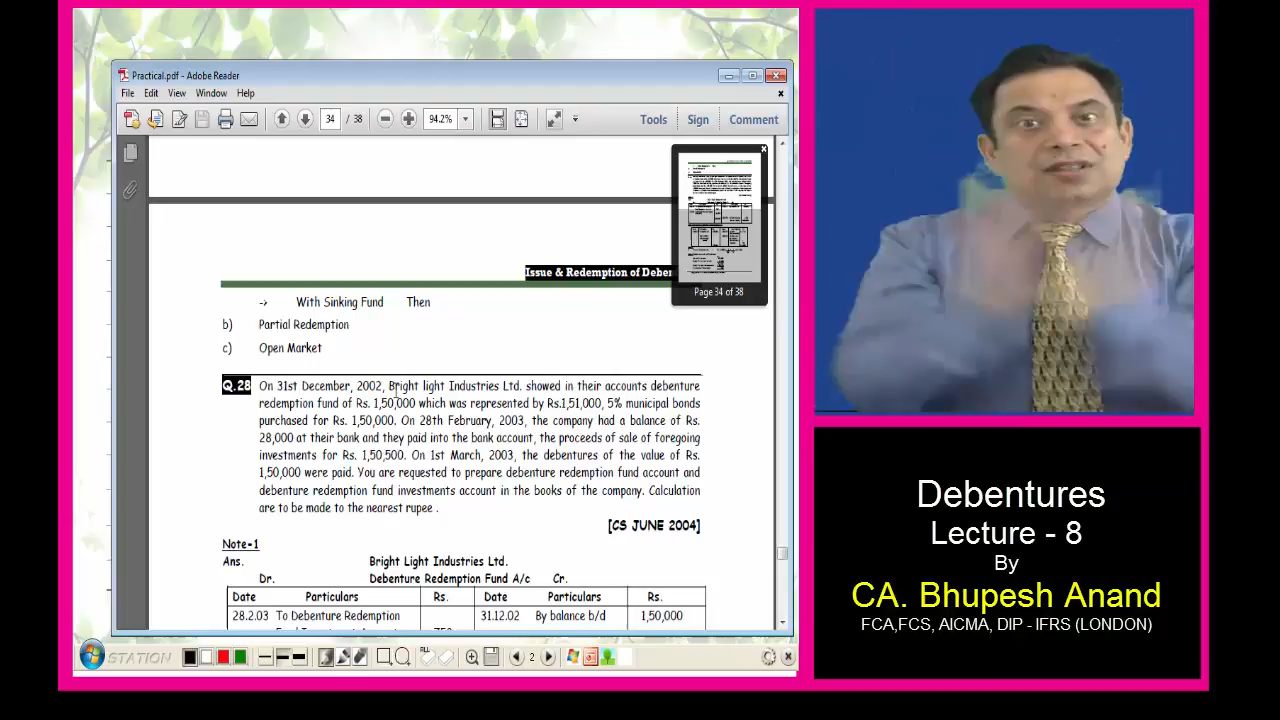 Practical.pdf - Adobe Reader
File Edit View Window Help
34 / 38 94.2% Tools Sign Comment
Issue & Redemption of Deben
-> With Sinking Fund Then
b) Partial Redemption
c) Open Market
Page 34 of 38
Q.28 On 31st December, 2002, Bright light Industries Ltd. showed in their accounts debenture
redemption fund of Rs. 1,50,000 which was represented by Rs.1,51,000, 5% municipal bonds
purchased for Rs. 1,50,000. On 28th February, 2003, the company had a balance of Rs.
28,000 at their bank and they paid into the bank account, the proceeds of sale of foregoing
investments for Rs. 1,50,500. On 1st March, 2003, the debentures of the value of Rs.
1,50,000 were paid. You are requested to prepare debenture redemption fund account and
debenture redemption fund investments account in the books of the company. Calculation
are to be made to the nearest rupee .
[CS JUNE 2004]
Note-1
Ans. Bright Light Industries Ltd.
Dr. Debenture Redemption Fund A/c Cr.
Date Particulars Rs. Date Particulars Rs.
28.2.03 To Debenture Redemption 31.12.02 By balance b/d 1,50,000
STATION
2
Debentures
Lecture - 8
By
CA. Bhupesh Anand
FCA,FCS, AICMA, DIP - IFRS (LONDON)